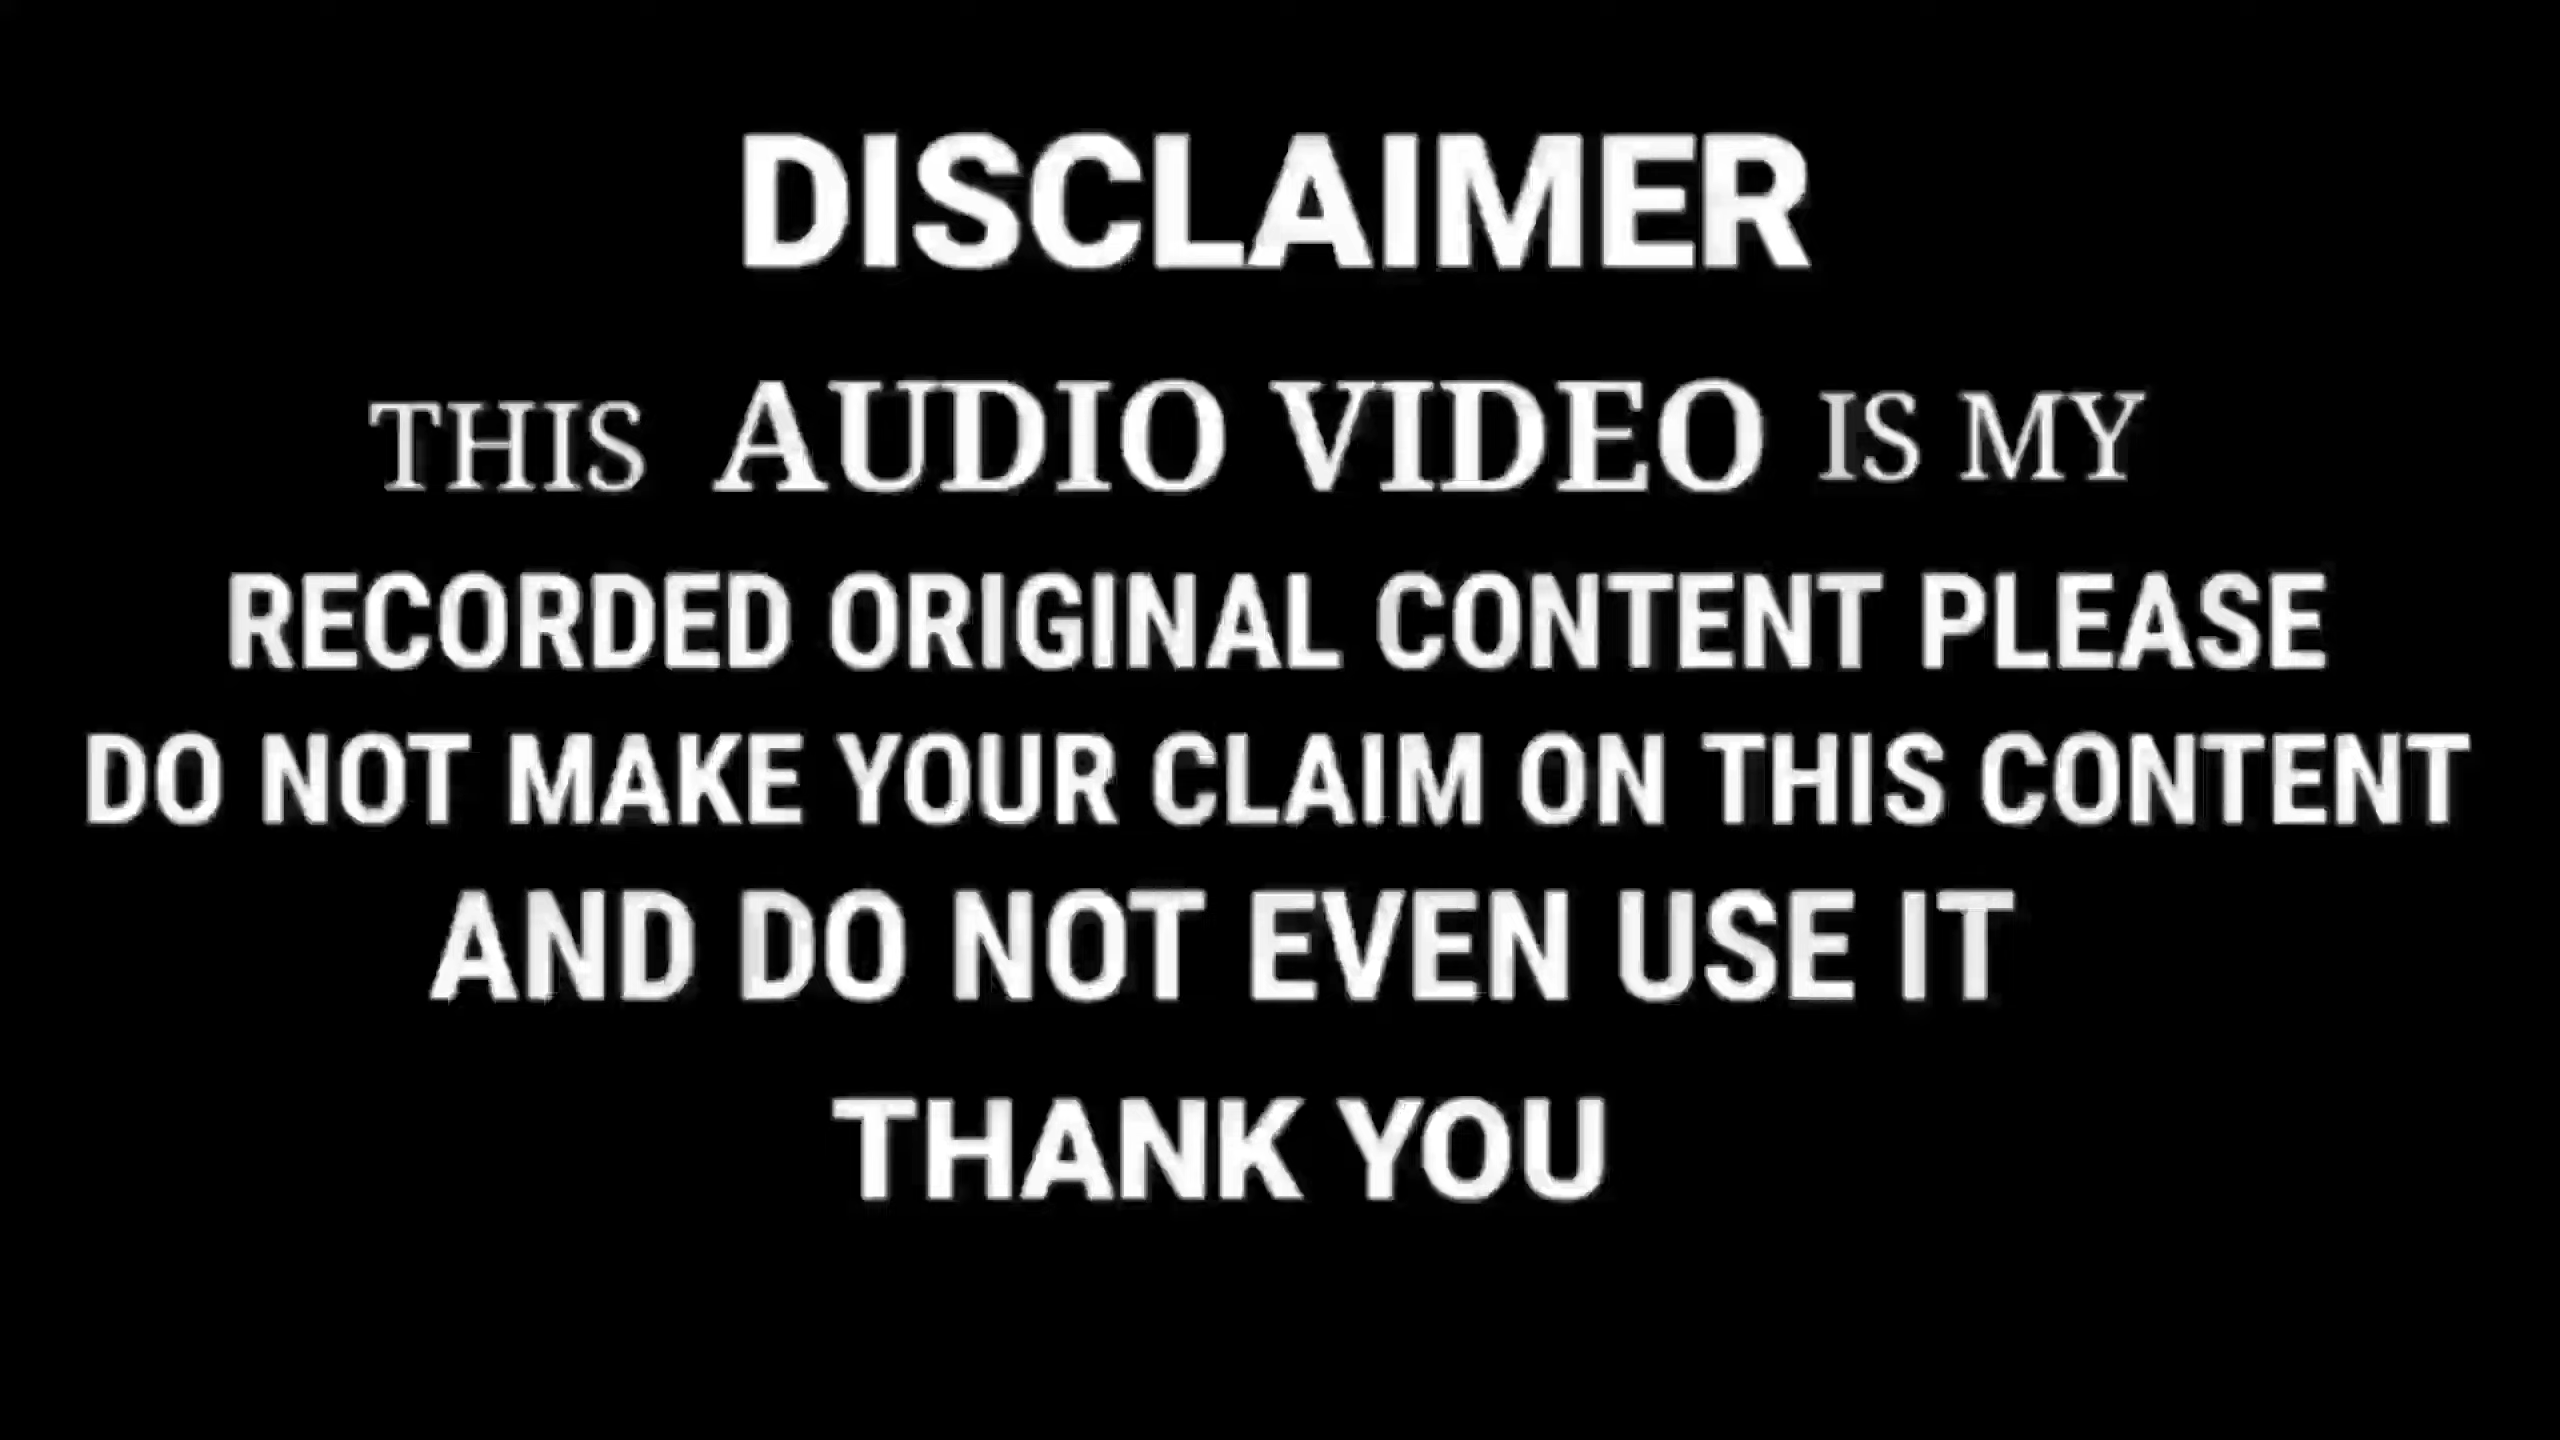 DISCLAIMER
THIS AUDIO VIDEO IS MY
RECORDED ORIGINAL CONTENT PLEASE
DO NOT MAKE YOUR CLAIM ON THIS CONTENT
AND DO NOT EVEN USE IT
THANK YOU